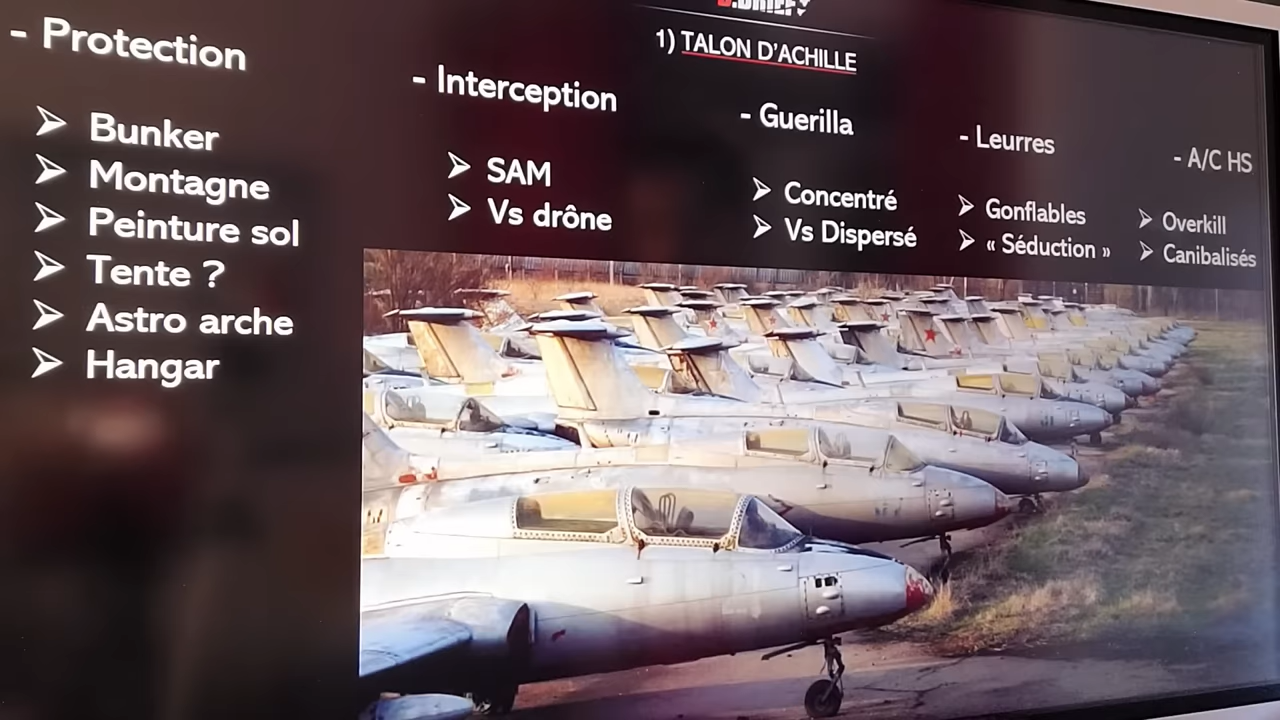 1) TALON D'ACHILLE
- Protection
➢ Bunker
➢ Montagne
➢ Peinture sol
➢ Tente ?
➢ Astro arche
➢ Hangar
- Interception
➢ SAM
➢ Vs drône
- Guerilla
➢ Concentré
➢ Vs Dispersé
- Leurres
➢ Gonflables
➢ « Séduction »
- A/C HS
➢ Overkill
➢ Canibalisés